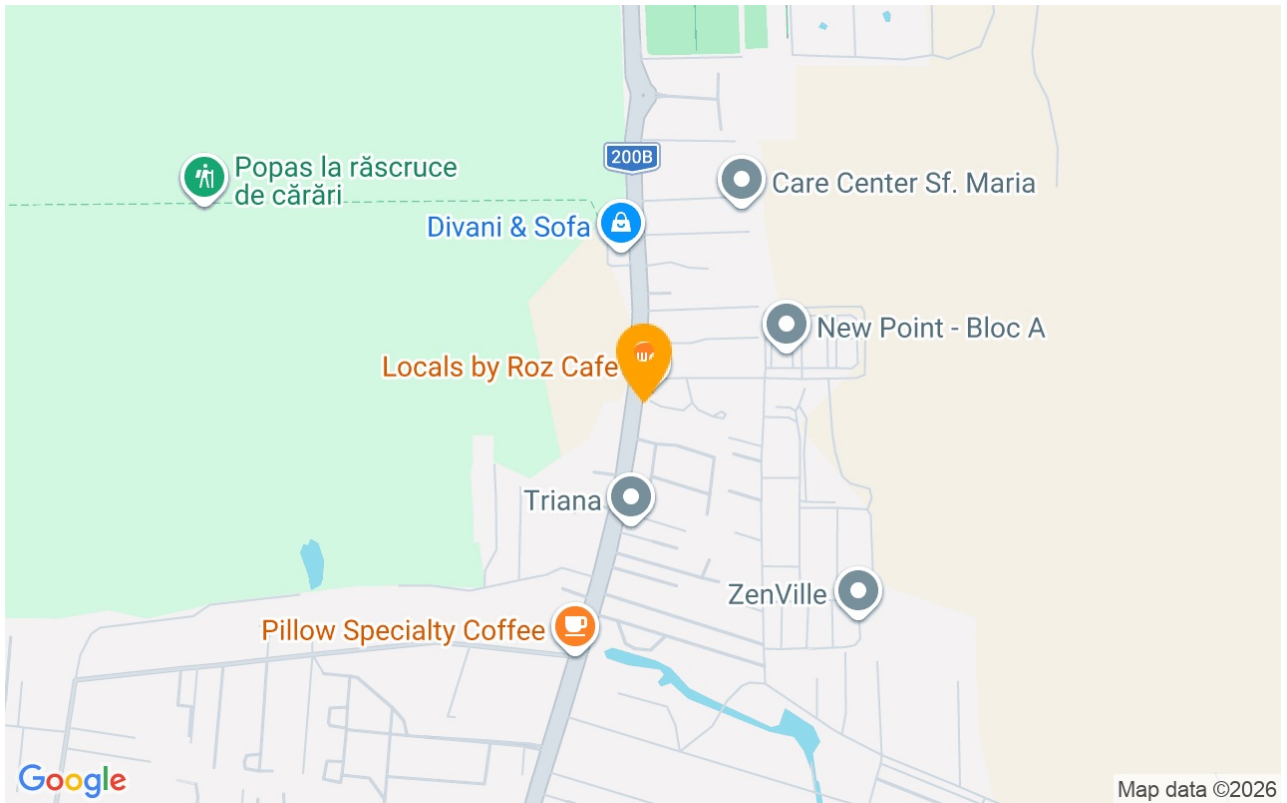 200B
Popas la răscruce
de cărări
Care Center Sf. Maria
Divani & Sofa
New Point - Bloc A
Locals by Roz Cafe
Triana
ZenVille
Pillow Specialty Coffee
Google
Map data ©2026